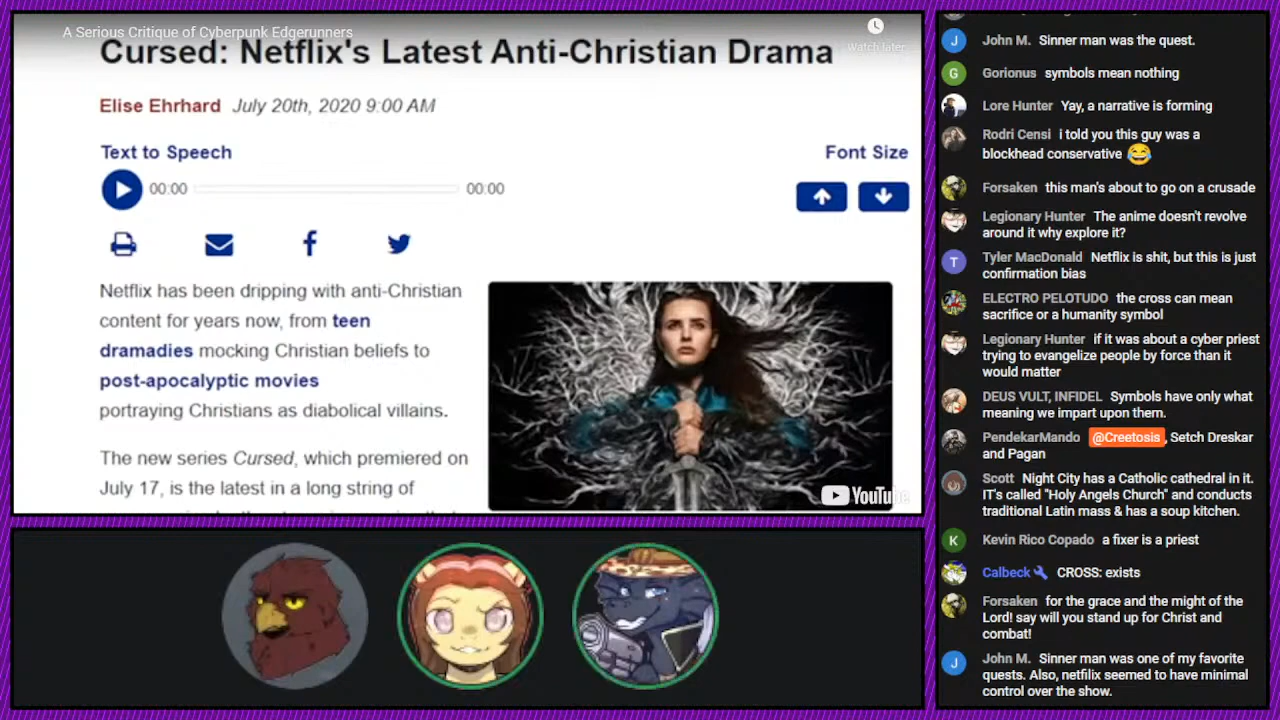 A Serious Critique of Cyberpunk Edgerunners
Watch later
Cursed: Netflix's Latest Anti-Christian Drama
Elise Ehrhard July 20th, 2020 9:00 AM
Text to Speech
Font Size
00:00
00:00
Netflix has been dripping with anti-Christian
content for years now, from teen
dramadies mocking Christian beliefs to
post-apocalyptic movies
portraying Christians as diabolical villains.
The new series Cursed, which premiered on
July 17, is the latest in a long string of
YouTube
John M. Sinner man was the quest.
Gorionus symbols mean nothing
Lore Hunter Yay, a narrative is forming
Rodri Censi i told you this guy was a
blockhead conservative 😂
Forsaken this man's about to go on a crusade
Legionary Hunter The anime doesn't revolve
around it why explore it?
Tyler MacDonald Netflix is shit, but this is just
confirmation bias
ELECTRO PELOTUDO the cross can mean
sacrifice or a humanity symbol
Legionary Hunter if it was about a cyber priest
trying to evangelize people by force than it
would matter
DEUS VULT, INFIDEL Symbols have only what
meaning we impart upon them.
PendekarMando @Creetosis, Setch Dreskar
and Pagan
Scott Night City has a Catholic cathedral in it.
IT's called "Holy Angels Church" and conducts
traditional Latin mass & has a soup kitchen.
Kevin Rico Copado a fixer is a priest
Calbeck CROSS: exists
Forsaken for the grace and the might of the
Lord! say will you stand up for Christ and
combat!
John M. Sinner man was one of my favorite
quests. Also, netfilix seemed to have minimal
control over the show.